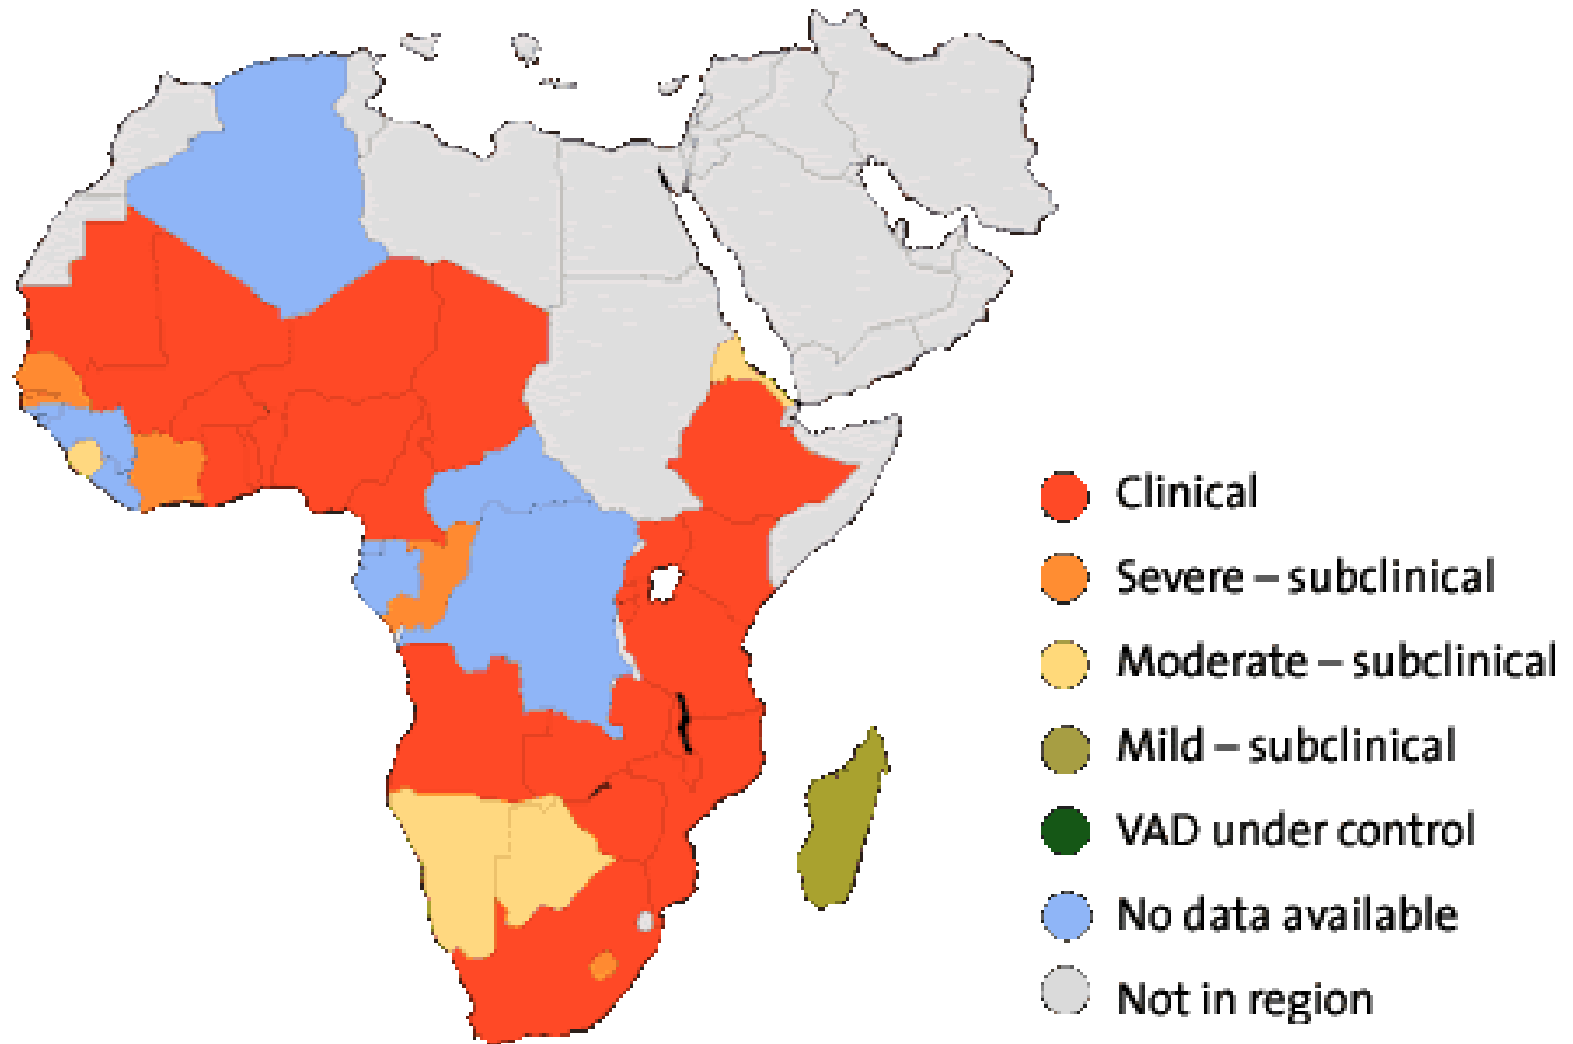 Clinical
Severe – subclinical
Moderate – subclinical
Mild – subclinical
VAD under control
No data available
Not in region